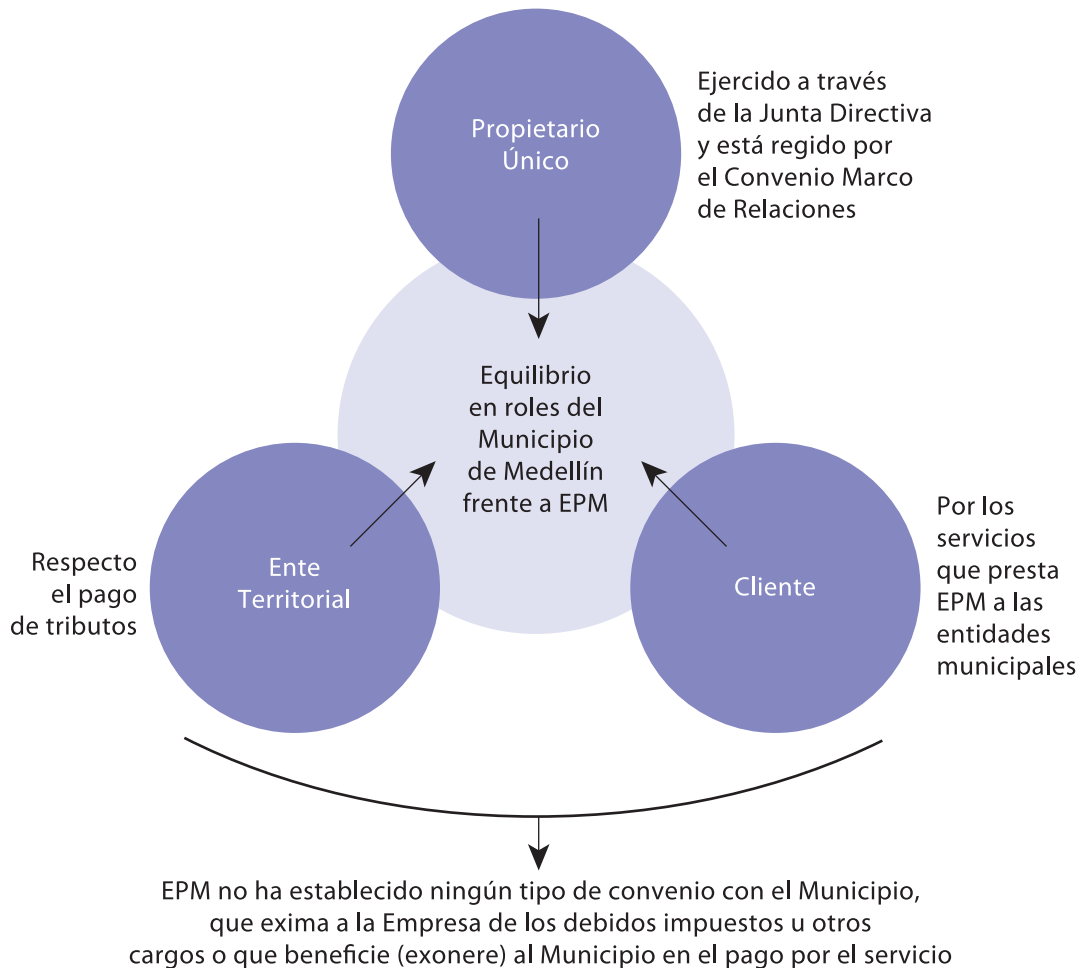 Propietario
Único
Ejercido a través
de la Junta Directiva
y está regido por
el Convenio Marco
de Relaciones
Equilibrio
en roles del
Municipio
de Medellín
frente a EPM
Respecto
el pago
de tributos
Ente
Territorial
Cliente
Por los
servicios
que presta
EPM a las
entidades
municipales
EPM no ha establecido ningún tipo de convenio con el Municipio,
que exima a la Empresa de los debidos impuestos u otros
cargos o que beneficie (exonere) al Municipio en el pago por el servicio